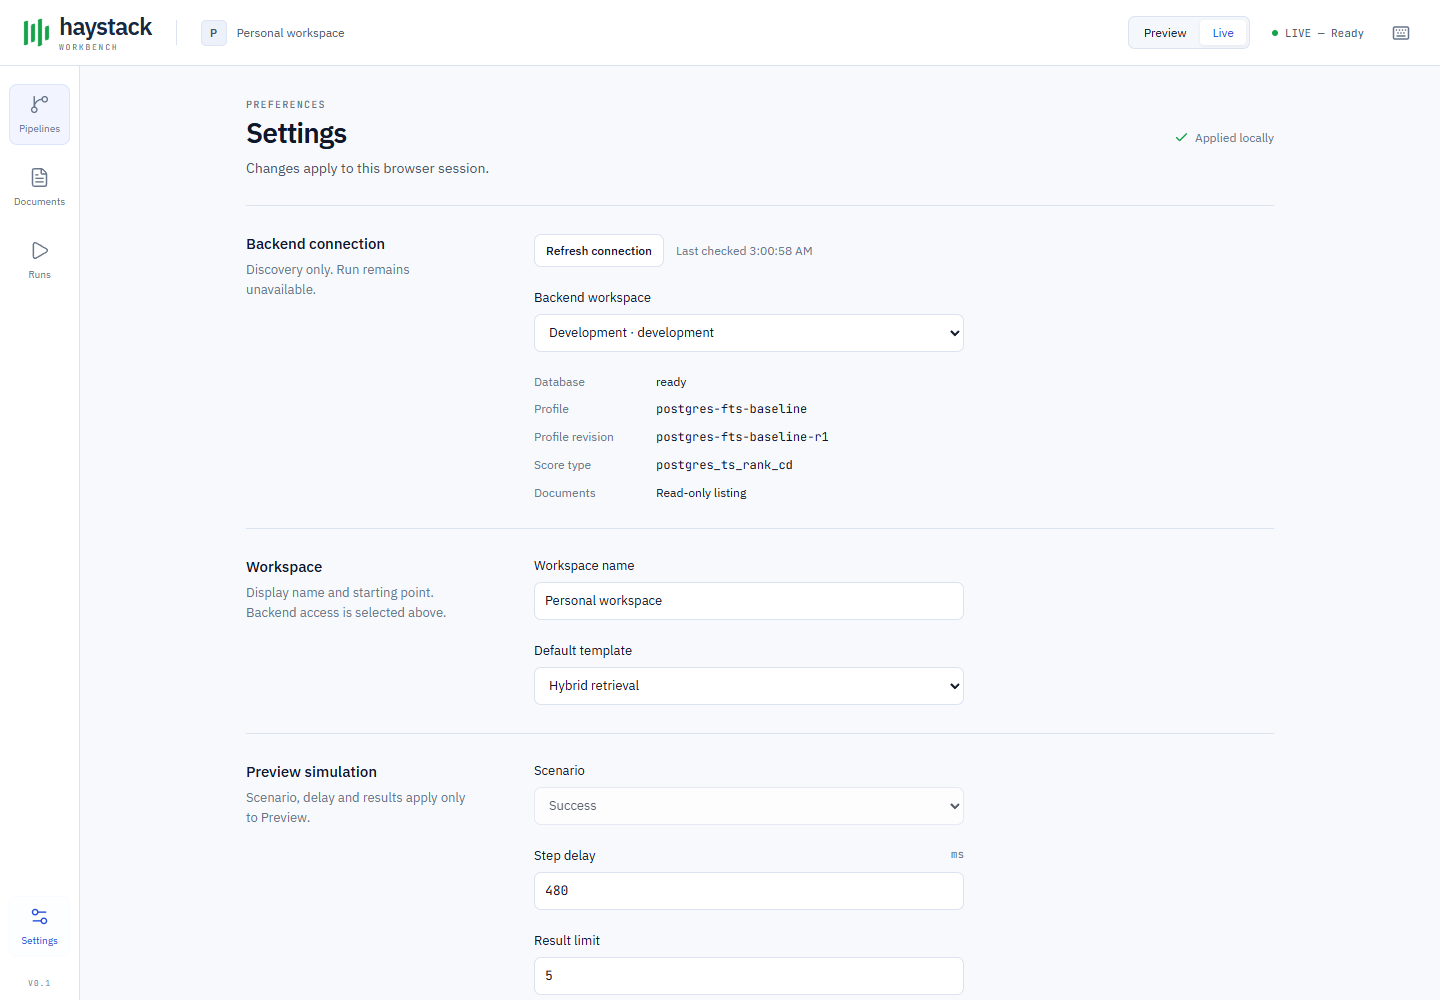 haystack
WORKBENCH
P
Personal workspace
Preview
Live
LIVE — Ready
Pipelines
Documents
Runs
Settings
V0.1
PREFERENCES
Settings
Changes apply to this browser session.
Applied locally
Backend connection
Discovery only. Run remains
unavailable.
Refresh connection
Last checked 3:00:58 AM
Backend workspace
Development · development
Database ready
Profile postgres-fts-baseline
Profile revision postgres-fts-baseline-r1
Score type postgres_ts_rank_cd
Documents Read-only listing
Workspace
Display name and starting point.
Backend access is selected above.
Workspace name
Personal workspace
Default template
Hybrid retrieval
Preview simulation
Scenario, delay and results apply only
to Preview.
Scenario
Success
Step delay ms
480
Result limit
5